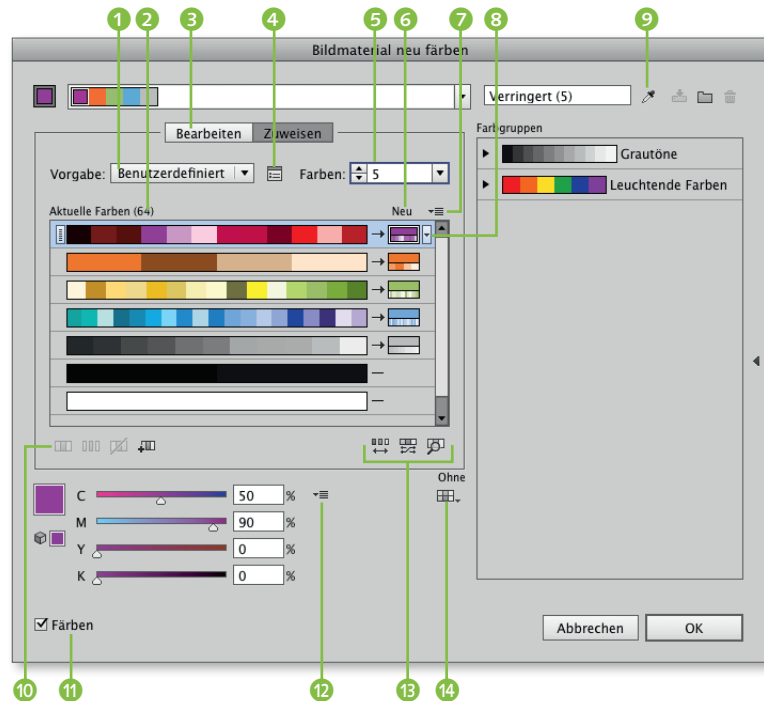 1 2 3 4 5 6 7 8 9
Bildmaterial neu färben
Verringert (5)
Bearbeiten Zuweisen
Farbgruppen
Vorgabe: Benutzerdefiniert Farben: 5
Grautöne
Leuchtende Farben
Aktuelle Farben (64) Neu
Ohne
C 50 %
M 90 %
Y 0 %
K 0 %
Färben
Abbrechen OK
10 11 12 13 14